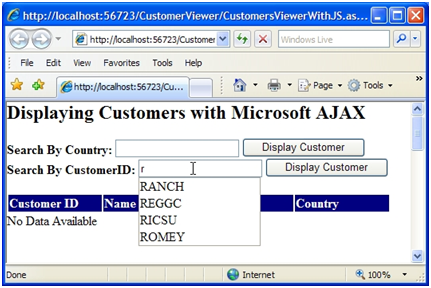 http://localhost:56723/CustomerViewer/CustomersViewerWithJS.as...
http://localhost:56723/Customer
Windows Live
File Edit View Favorites Tools Help
http://localhost:56723/Cu...
Page Tools
Displaying Customers with Microsoft AJAX
Search By Country: Display Customer
Search By CustomerID: r Display Customer
Customer ID Name Country
No Data Available
RANCH
REGGC
RICSU
ROMEY
Done Internet 100%